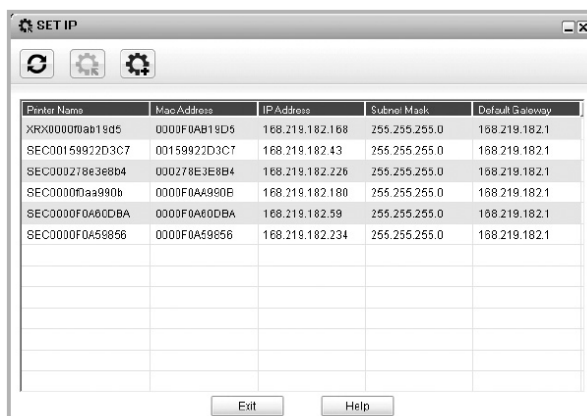 SET IP
Printer Name Mac Address IP Address Subnet Mask Default Gateway
XRX0000f0ab19d5 0000F0AB19D5 168.219.182.168 255.255.255.0 168.219.182.1
SEC00159922D3C7 00159922D3C7 168.219.182.43 255.255.255.0 168.219.182.1
SEC000278e3e8b4 000278E3E8B4 168.219.182.226 255.255.255.0 168.219.182.1
SEC0000f0aa990b 0000F0AA990B 168.219.182.180 255.255.255.0 168.219.182.1
SEC0000F0A60DBA 0000F0A60DBA 168.219.182.59 255.255.255.0 168.219.182.1
SEC0000F0A59856 0000F0A59856 168.219.182.234 255.255.255.0 168.219.182.1
Exit Help